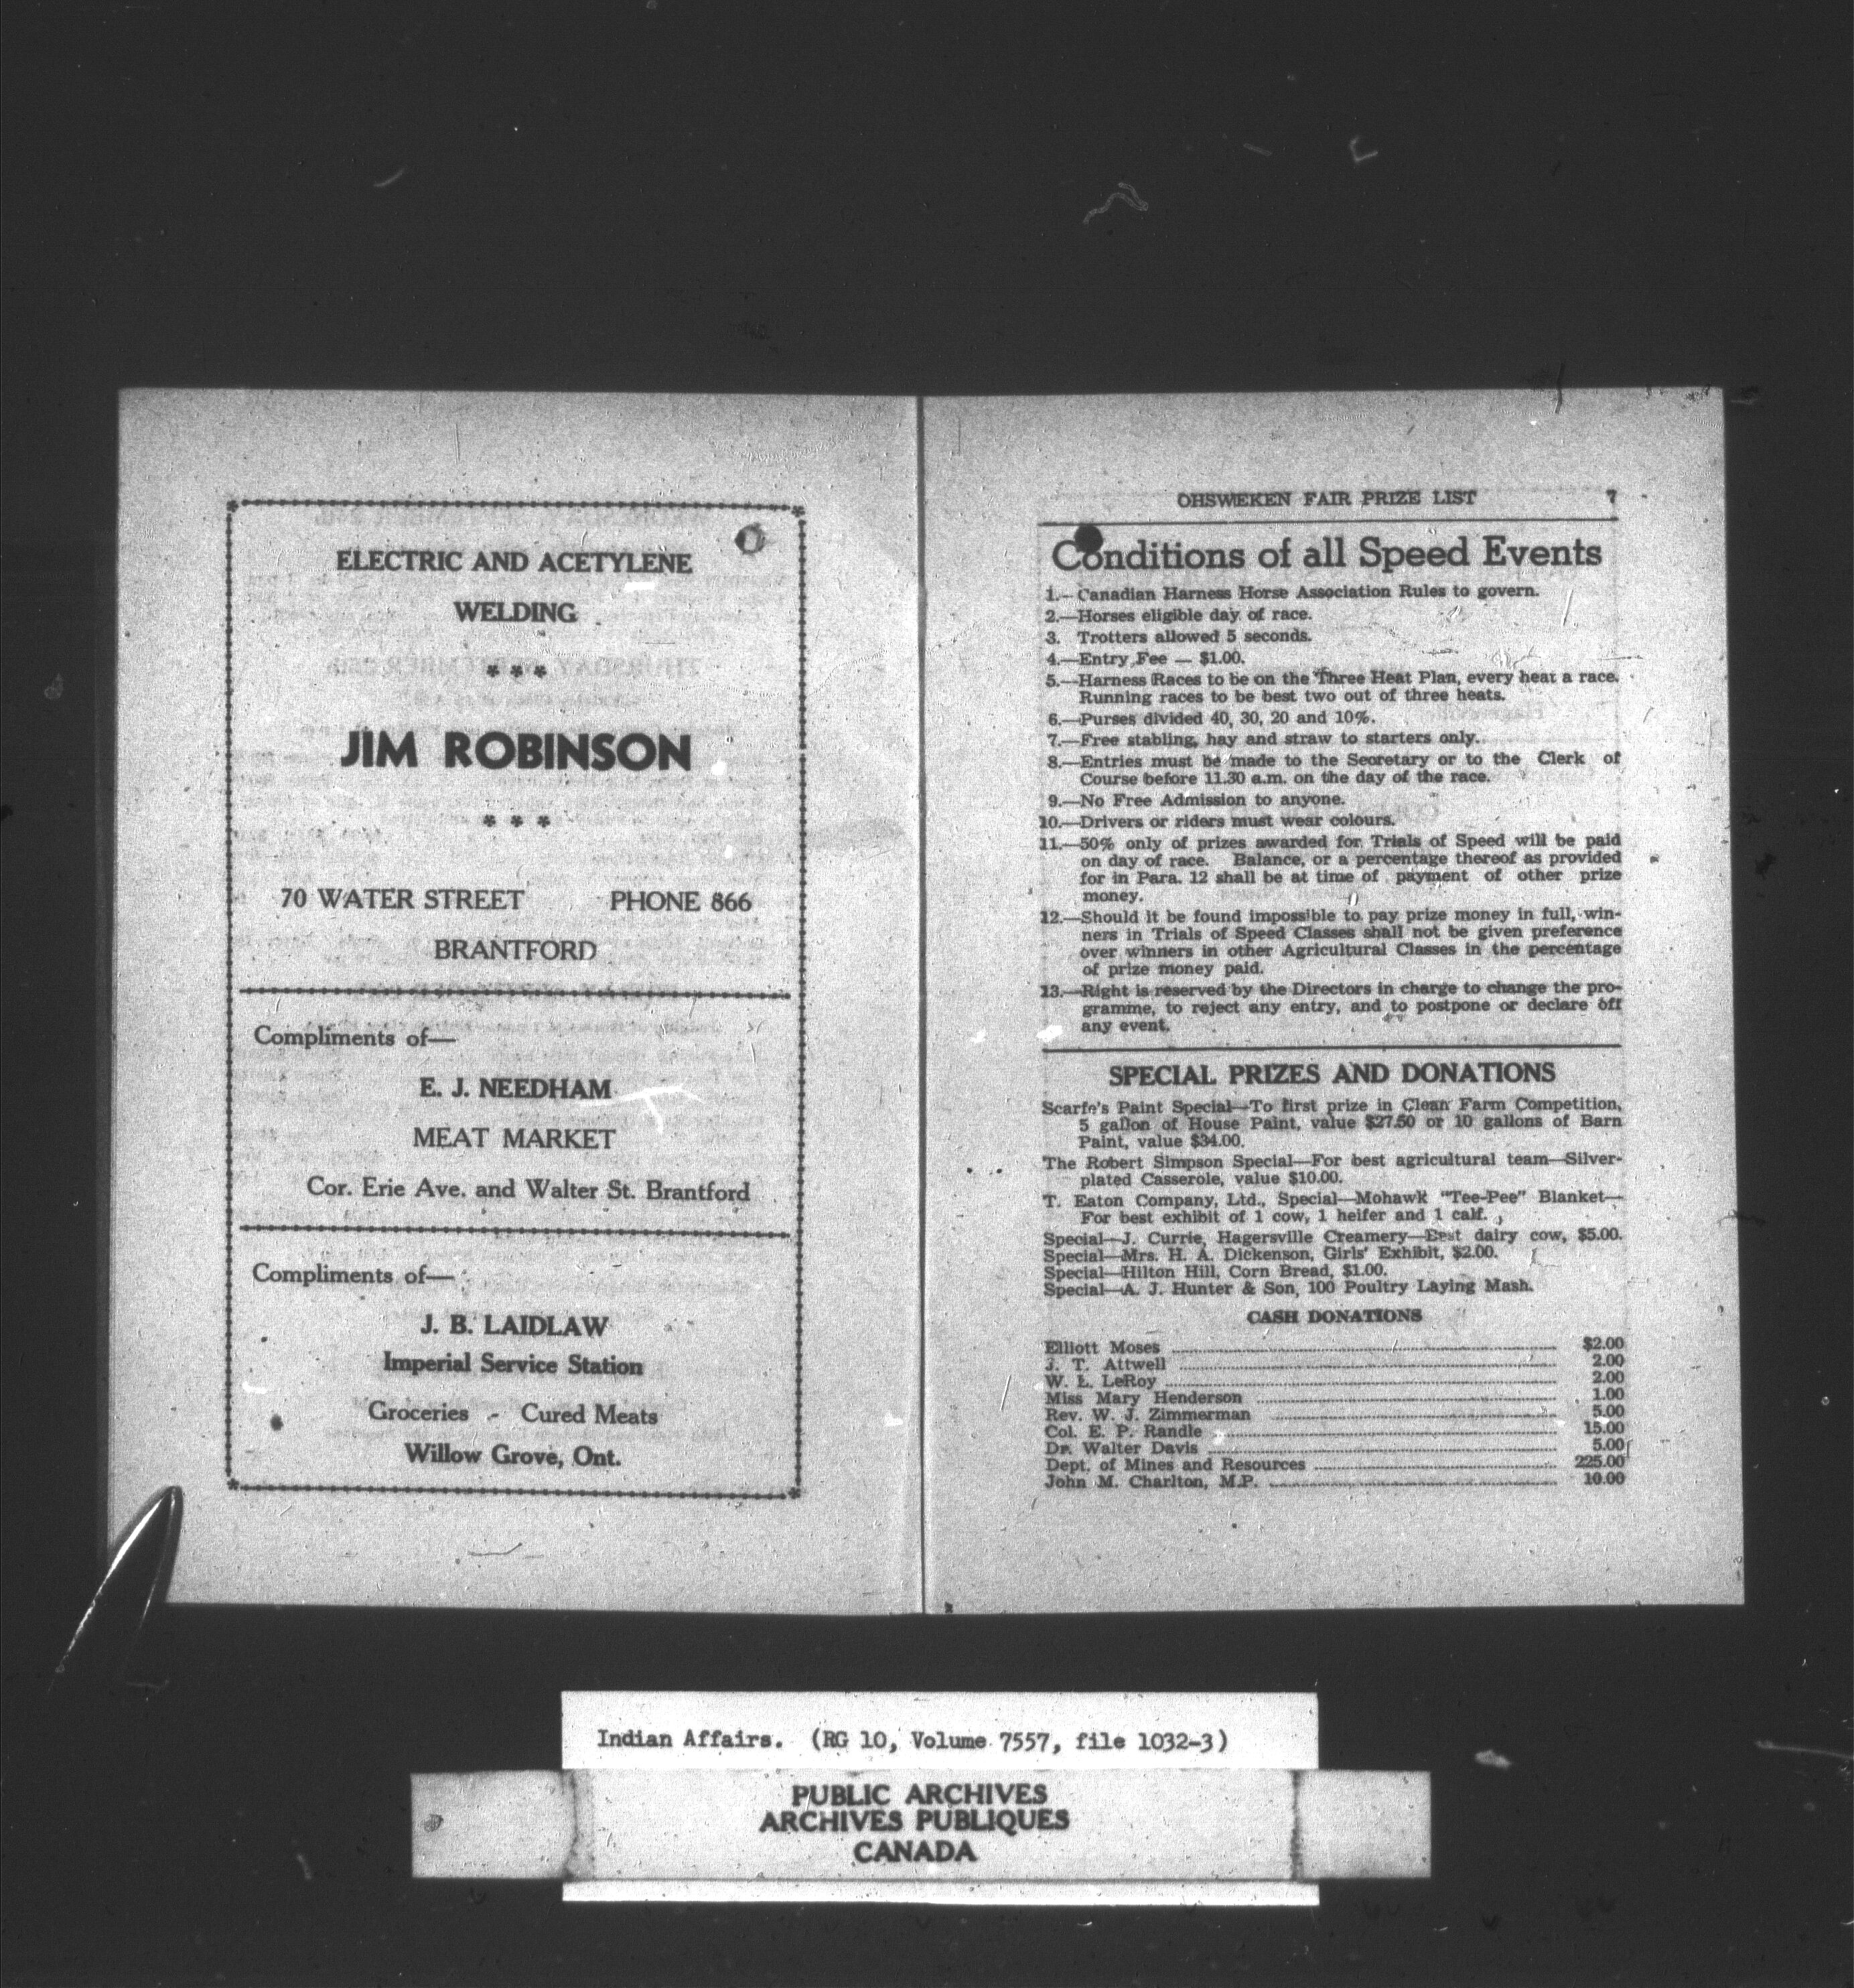 ELECTRIC AND ACETYLENE
WELDING
* * *
JIM ROBINSON
* * *
70 WATER STREET PHONE 866
BRANTFORD
Compliments of—
E. J. NEEDHAM
MEAT MARKET
Cor. Erie Ave. and Walter St. Brantford
Compliments of—
J. B. LAIDLAW
Imperial Service Station
Groceries - Cured Meats
Willow Grove, Ont.
OHSWEKEN FAIR PRIZE LIST 7
Conditions of all Speed Events
1.—Canadian Harness Horse Association Rules to govern.
2.—Horses eligible day of race.
3. Trotters allowed 5 seconds.
4.—Entry Fee — $1.00.
5.—Harness Races to be on the Three Heat Plan, every heat a race.
Running races to be best two out of three heats.
6.—Purses divided 40, 30, 20 and 10%.
7.—Free stabling, hay and straw to starters only.
8.—Entries must be made to the Secretary or to the Clerk of
Course before 11.30 a.m. on the day of the race.
9.—No Free Admission to anyone.
10.—Drivers or riders must wear colours.
11.—50% only of prizes awarded for Trials of Speed will be paid
on day of race. Balance, or a percentage thereof as provided
for in Para. 12 shall be at time of payment of other prize
money.
12.—Should it be found impossible to pay prize money in full, win-
ners in Trials of Speed Classes shall not be given preference
over winners in other Agricultural Classes in the percentage
of prize money paid.
13.—Right is reserved by the Directors in charge to change the pro-
gramme, to reject any entry, and to postpone or declare off
any event.
SPECIAL PRIZES AND DONATIONS
Scarfe's Paint Special—To first prize in Clean Farm Competition,
5 gallon of House Paint, value $27.50 or 10 gallons of Barn
Paint, value $34.00.
The Robert Simpson Special—For best agricultural team—Silver-
plated Casserole, value $10.00.
T. Eaton Company, Ltd., Special—Mohawk "Tee-Pee" Blanket—
For best exhibit of 1 cow, 1 heifer and 1 calf.
Special—J. Currie, Hagersville Creamery—Best dairy cow, $5.00.
Special—Mrs. H. A. Dickenson, Girls' Exhibit, $2.00.
Special—Hilton Hill, Corn Bread, $1.00.
Special—A. J. Hunter & Son, 100 Poultry Laying Mash.
CASH DONATIONS
Elliott Moses $2.00
J. T. Attwell 2.00
W. L. LeRoy 2.00
Miss Mary Henderson 1.00
Rev. W. J. Zimmerman 5.00
Col. E. P. Randle 15.00
Dr. Walter Davis 5.00
Dept. of Mines and Resources 225.00
John M. Charlton, M.P. 10.00
Indian Affairs. (RG 10, Volume 7557, file 1032-3)
PUBLIC ARCHIVES
ARCHIVES PUBLIQUES
CANADA